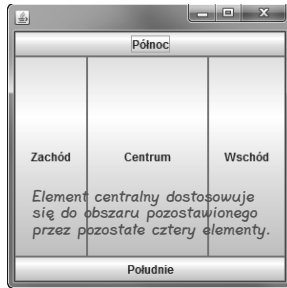 Północ
Zachód Centrum Wschód
Element centralny dostosowuje
się do obszaru pozostawionego
przez pozostałe cztery elementy.
Południe